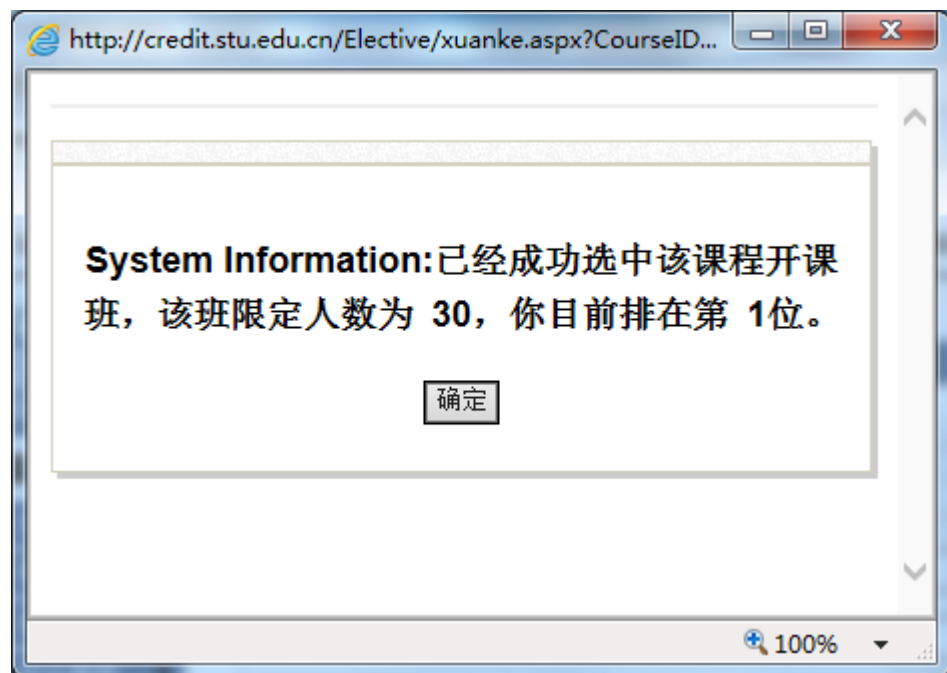 http://credit.stu.edu.cn/Elective/xuanke.aspx?CourseID...
System Information:已经成功选中该课程开课
班，该班限定人数为 30，你目前排在第 1位。
确定
100%